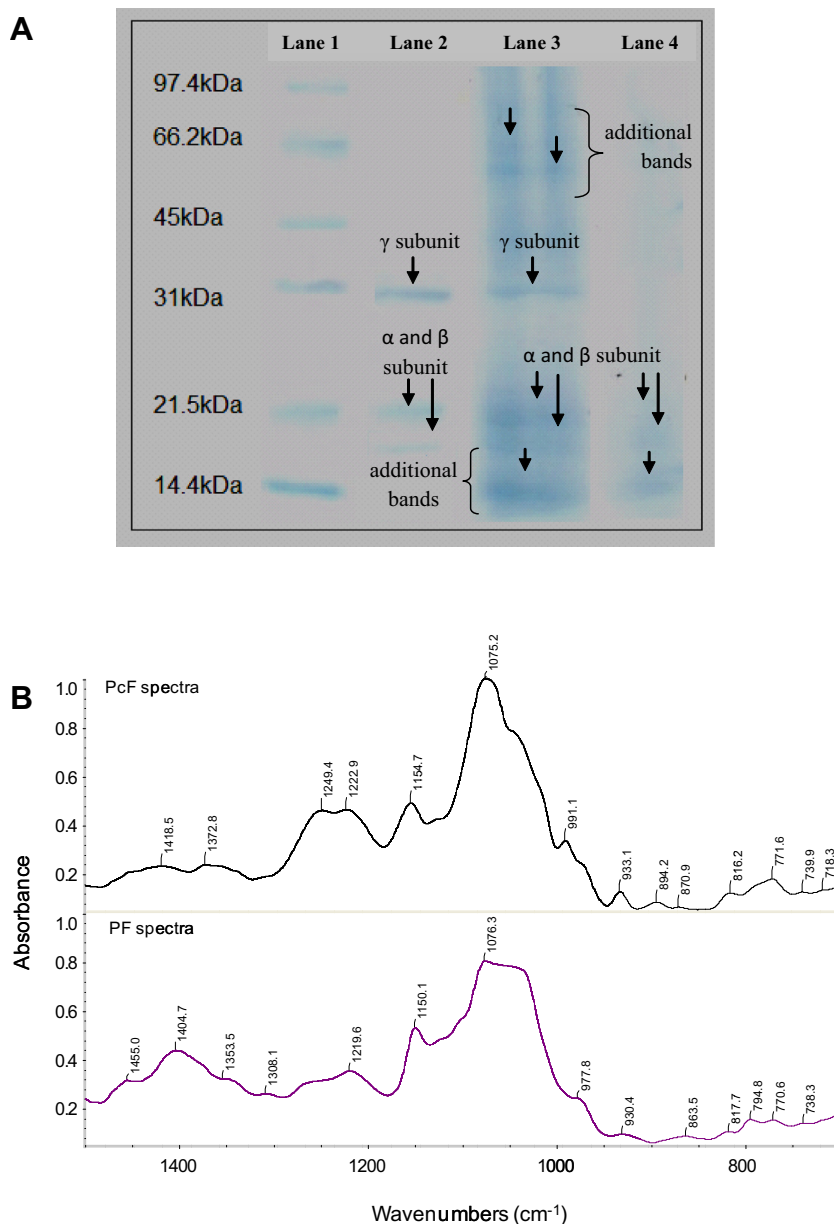 A
Lane 1 Lane 2 Lane 3 Lane 4
97.4kDa
66.2kDa
additional
bands
45kDa
γ subunit γ subunit
31kDa
α and β
subunit
α and β subunit
21.5kDa
additional
bands
14.4kDa
B
PcF spectra
1.0
0.8
0.6
0.4
0.2
1418.5
1372.8
1249.4
1222.9
1154.7
1075.2
991.1
933.1
894.2
870.9
816.2
771.6
739.9
718.3
Absorbance
PF spectra
1.0
0.8
0.6
0.4
0.2
1455.0
1404.7
1353.5
1308.1
1219.6
1150.1
1076.3
977.8
930.4
863.5
817.7
794.8
770.6
738.3
1400 1200 1000 800
Wavenumbers (cm⁻¹)